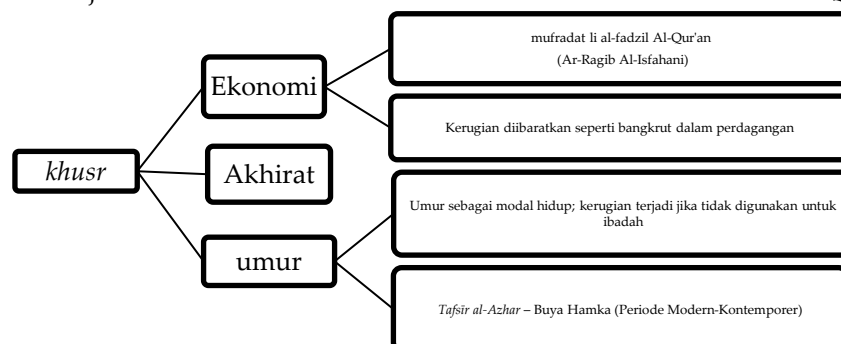 mufradat li al-fadzil Al-Qur'an
(Ar-Ragib Al-Isfahani)
Ekonomi
Kerugian diibaratkan seperti bangkrut dalam perdagangan
khusr
Akhirat
Umur sebagai modal hidup; kerugian terjadi jika tidak digunakan untuk
ibadah
umur
Tafsīr al-Azhar – Buya Hamka (Periode Modern-Kontemporer)